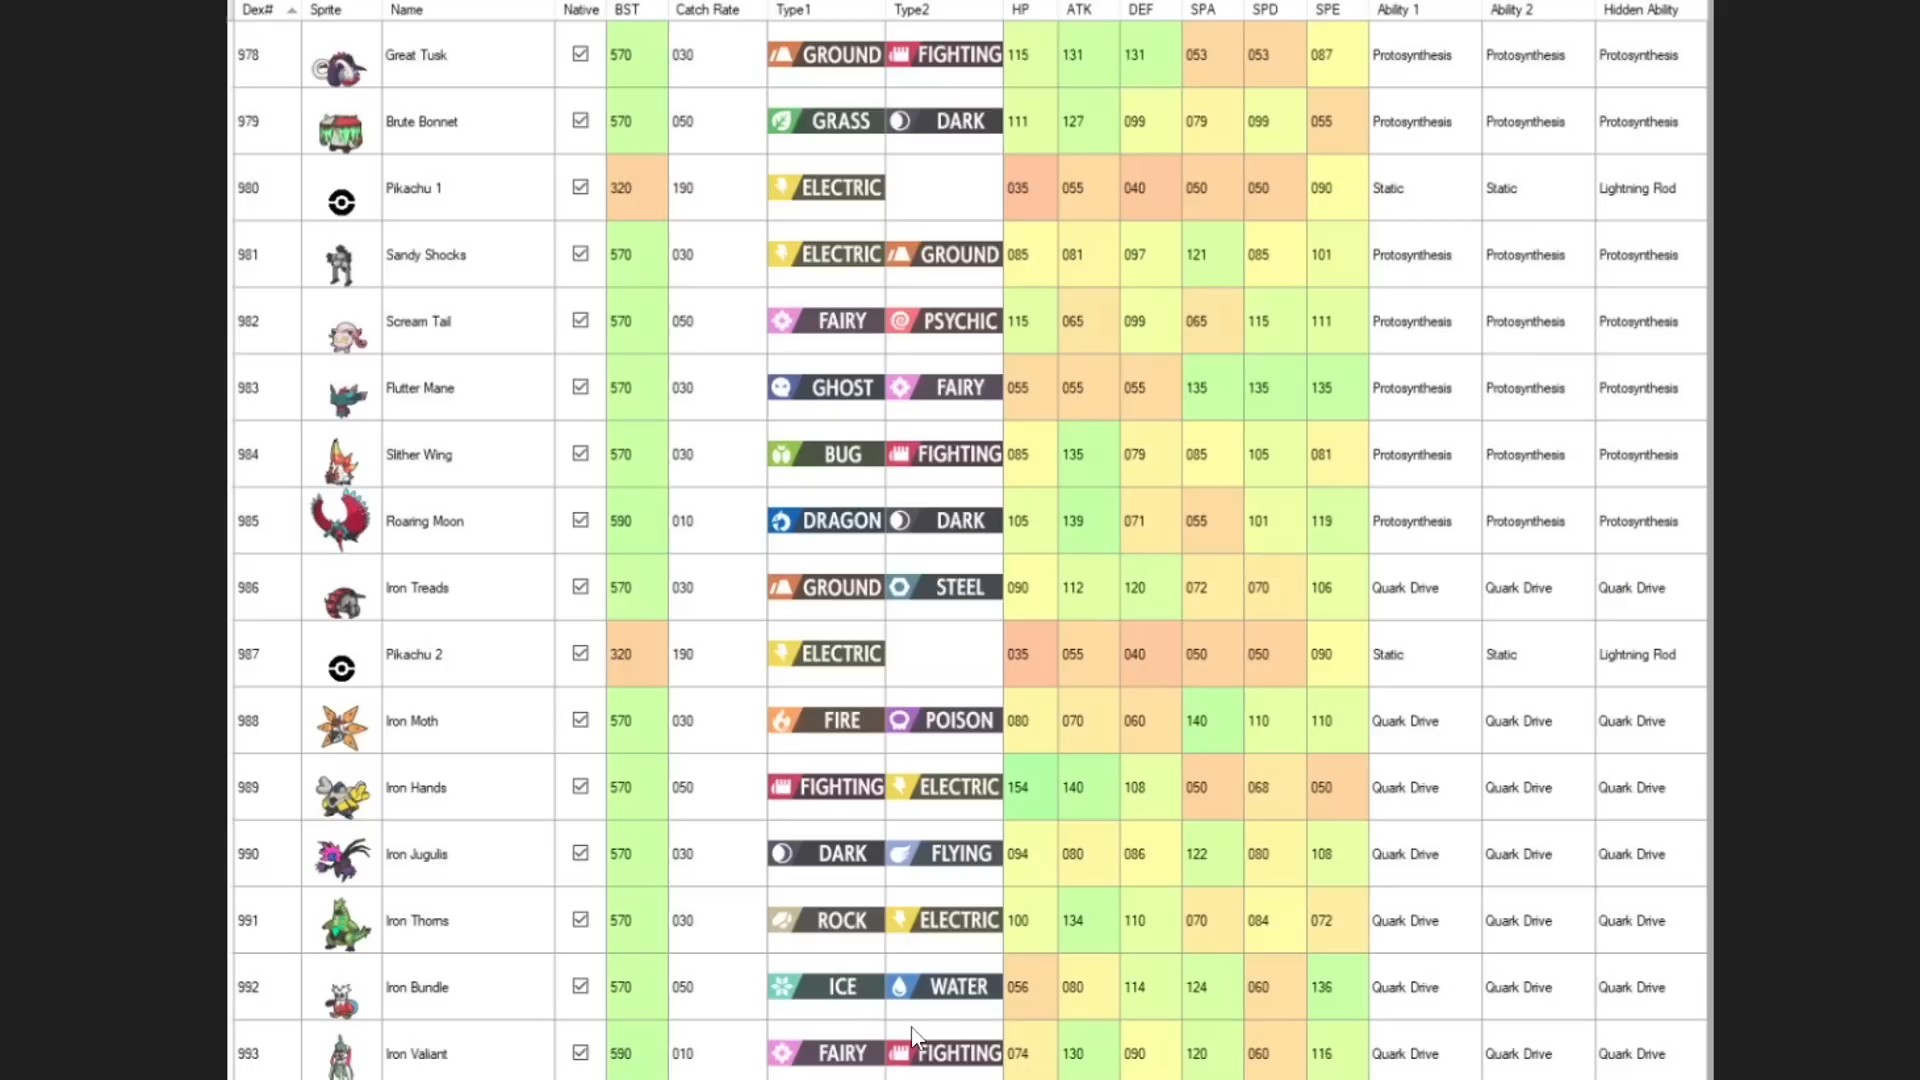 Dex# Sprite Name Native BST Catch Rate Type1 Type2 HP ATK DEF SPA SPD SPE Ability 1 Ability 2 Hidden Ability
978 Great Tusk 570 030 GROUND FIGHTING 115 131 131 053 053 087 Protosynthesis Protosynthesis Protosynthesis
979 Brute Bonnet 570 050 GRASS DARK 111 127 099 079 099 055 Protosynthesis Protosynthesis Protosynthesis
980 Pikachu 1 320 190 ELECTRIC 035 055 040 050 050 090 Static Static Lightning Rod
981 Sandy Shocks 570 030 ELECTRIC GROUND 085 081 097 121 085 101 Protosynthesis Protosynthesis Protosynthesis
982 Scream Tail 570 050 FAIRY PSYCHIC 115 065 099 065 115 111 Protosynthesis Protosynthesis Protosynthesis
983 Flutter Mane 570 030 GHOST FAIRY 055 055 055 135 135 135 Protosynthesis Protosynthesis Protosynthesis
984 Slither Wing 570 030 BUG FIGHTING 085 135 079 085 105 081 Protosynthesis Protosynthesis Protosynthesis
985 Roaring Moon 590 010 DRAGON DARK 105 139 071 055 101 119 Protosynthesis Protosynthesis Protosynthesis
986 Iron Treads 570 030 GROUND STEEL 090 112 120 072 070 106 Quark Drive Quark Drive Quark Drive
987 Pikachu 2 320 190 ELECTRIC 035 055 040 050 050 090 Static Static Lightning Rod
988 Iron Moth 570 030 FIRE POISON 080 070 060 140 110 110 Quark Drive Quark Drive Quark Drive
989 Iron Hands 570 050 FIGHTING ELECTRIC 154 140 108 050 068 050 Quark Drive Quark Drive Quark Drive
990 Iron Jugulis 570 030 DARK FLYING 094 080 086 122 080 108 Quark Drive Quark Drive Quark Drive
991 Iron Thorns 570 030 ROCK ELECTRIC 100 134 110 070 084 072 Quark Drive Quark Drive Quark Drive
992 Iron Bundle 570 050 ICE WATER 056 080 114 124 060 136 Quark Drive Quark Drive Quark Drive
993 Iron Valiant 590 010 FAIRY FIGHTING 074 130 090 120 060 116 Quark Drive Quark Drive Quark Drive